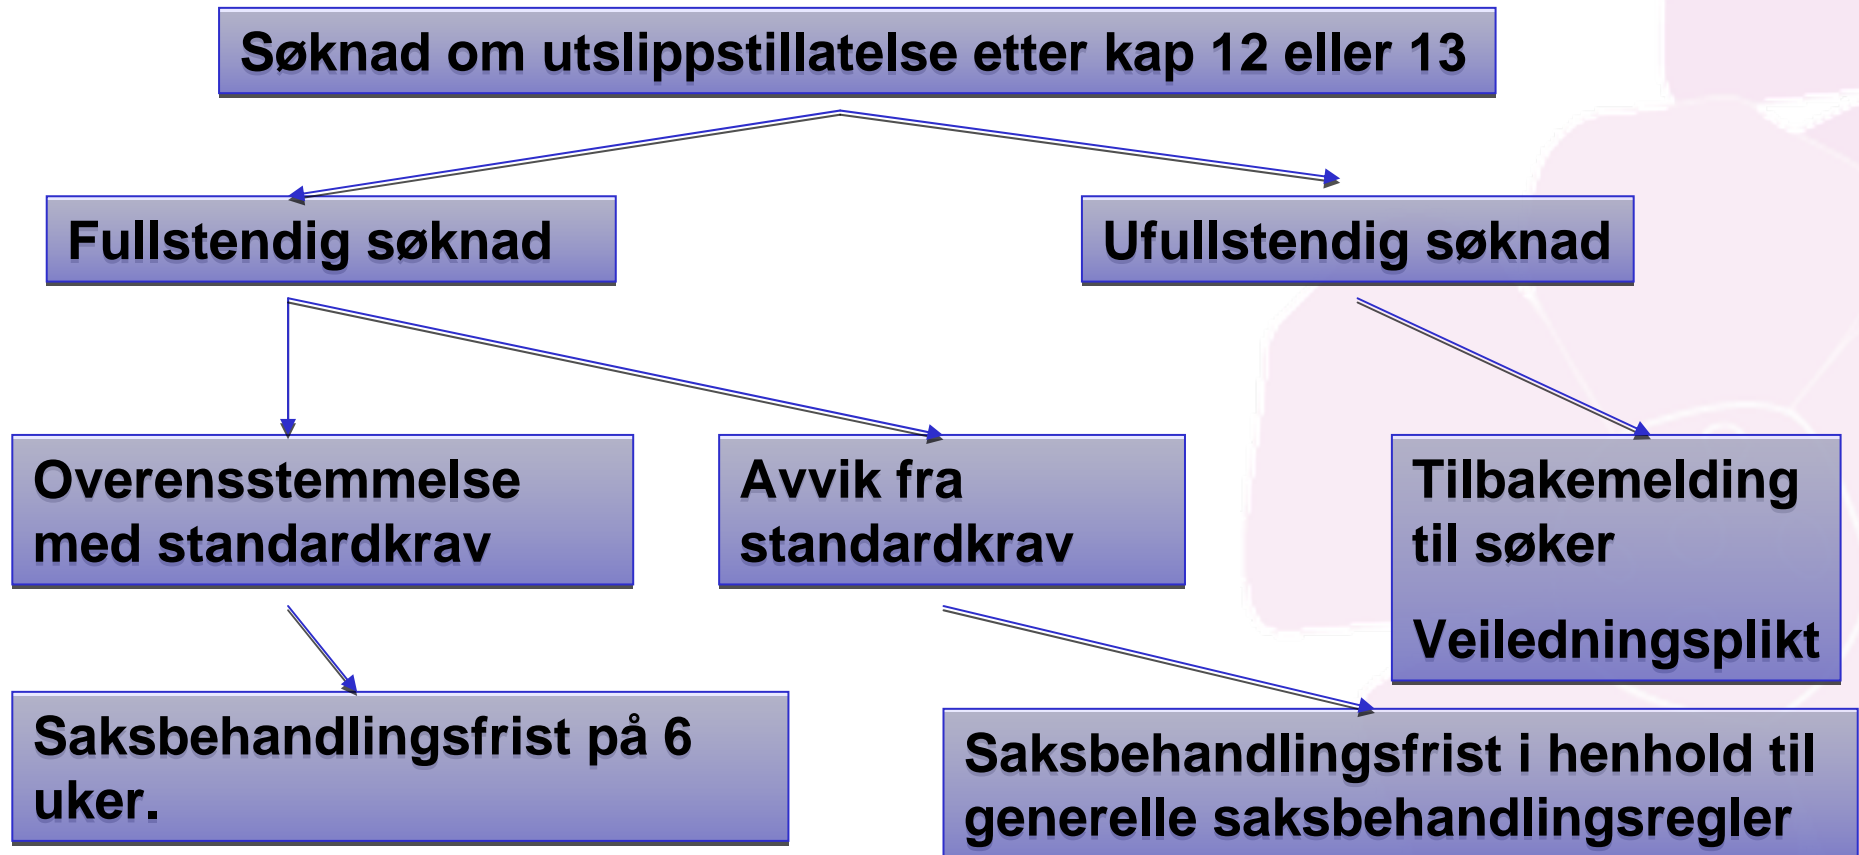 Søknad om utslippstillatelse etter kap 12 eller 13
Fullstendig søknad
Ufullstendig søknad
Overensstemmelse
med standardkrav
Avvik fra
standardkrav
Tilbakemelding
til søker
Veiledningsplikt
Saksbehandlingsfrist på 6
uker.
Saksbehandlingsfrist i henhold til
generelle saksbehandlingsregler